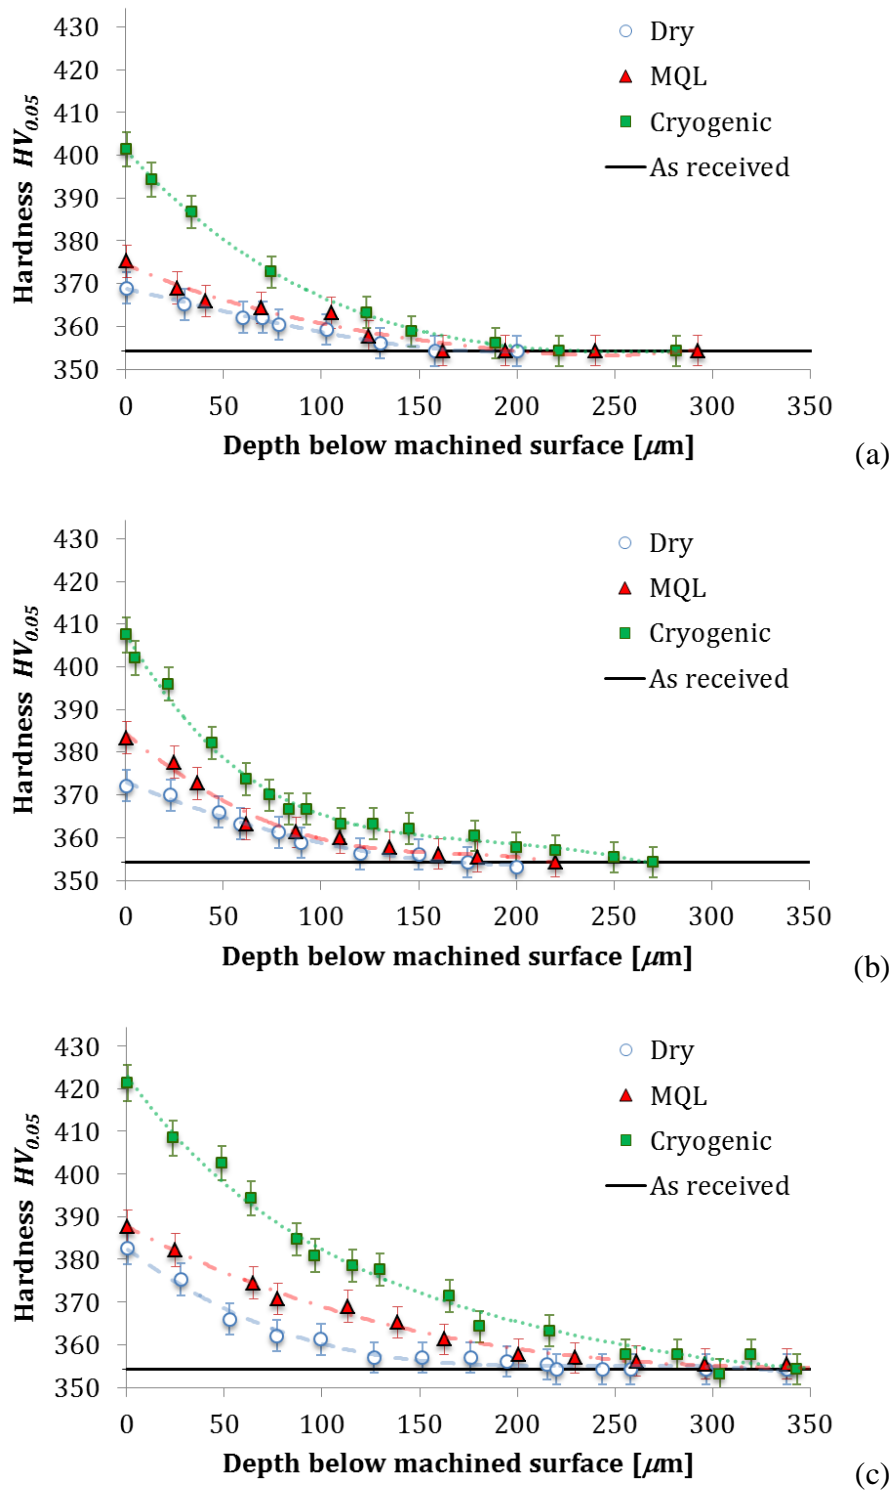 430
420
410
400
390
380
370
360
350
Hardness HV0.05
Dry
MQL
Cryogenic
As received
0 50 100 150 200 250 300 350
Depth below machined surface [μm]
(a)
430
420
410
400
390
380
370
360
350
Hardness HV0.05
Dry
MQL
Cryogenic
As received
0 50 100 150 200 250 300 350
Depth below machined surface [μm]
(b)
430
420
410
400
390
380
370
360
350
Hardness HV0.05
Dry
MQL
Cryogenic
As received
0 50 100 150 200 250 300 350
Depth below machined surface [μm]
(c)